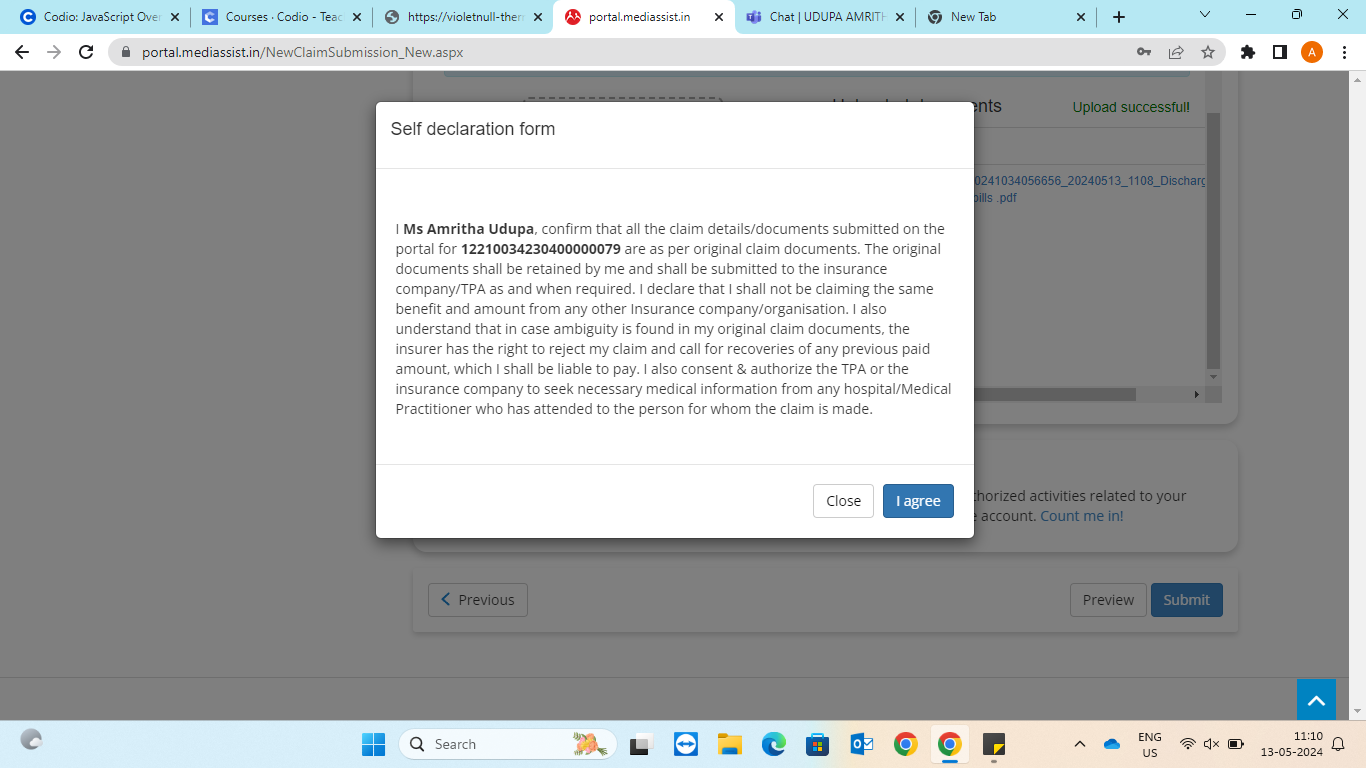 Codio: JavaScript Over
Courses · Codio - Teac
https://violetnull-then
portal.mediassist.in
Chat | UDUPA AMRITH
New Tab
portal.mediassist.in/NewClaimSubmission_New.aspx
A
ents
Upload successful!
Self declaration form
0241034056656_20240513_1108_Discharg
bills .pdf
I Ms Amritha Udupa, confirm that all the claim details/documents submitted on the
portal for 12210034230400000079 are as per original claim documents. The original
documents shall be retained by me and shall be submitted to the insurance
company/TPA as and when required. I declare that I shall not be claiming the same
benefit and amount from any other Insurance company/organisation. I also
understand that in case ambiguity is found in my original claim documents, the
insurer has the right to reject my claim and call for recoveries of any previous paid
amount, which I shall be liable to pay. I also consent & authorize the TPA or the
insurance company to seek necessary medical information from any hospital/Medical
Practitioner who has attended to the person for whom the claim is made.
Close
I agree
thorized activities related to your
e account. Count me in!
Previous
Preview
Submit
Search
ENG
US
11:10
13-05-2024